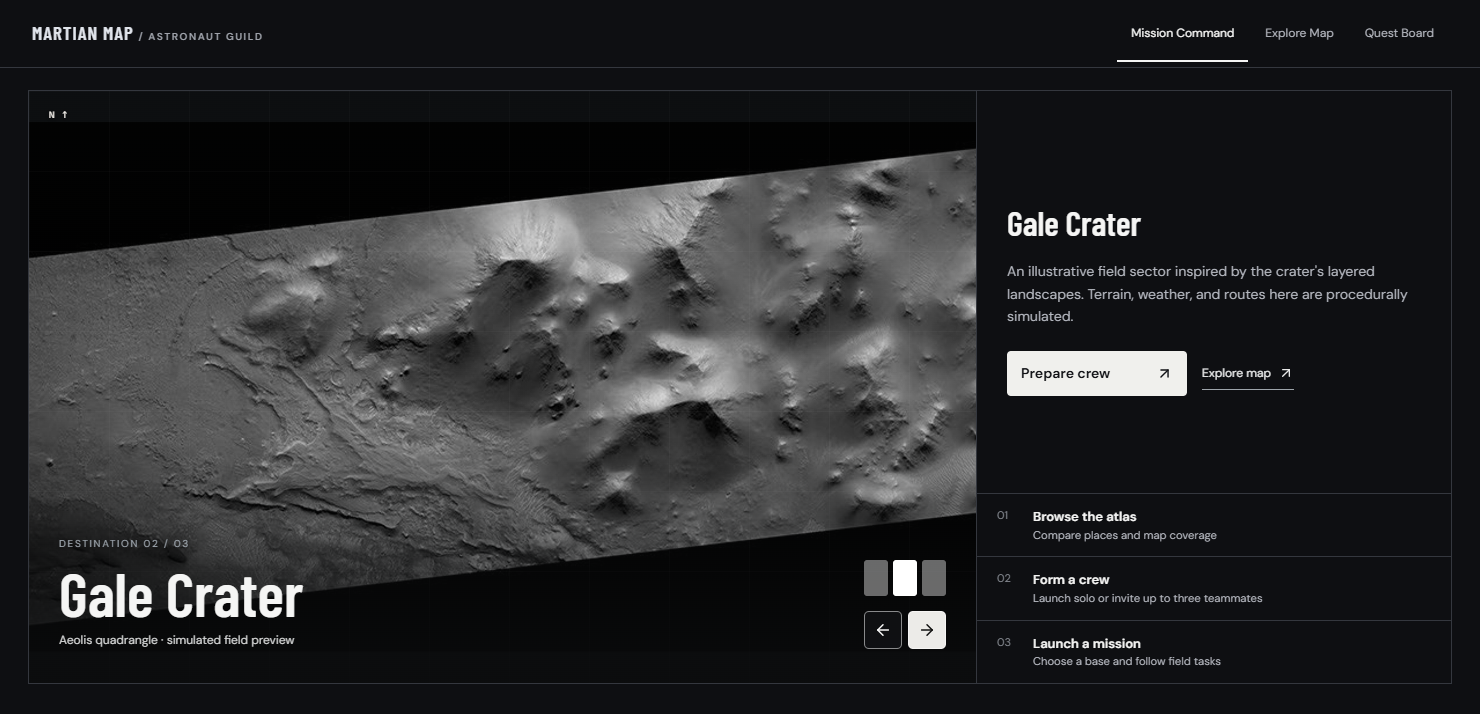 MARTIAN MAP / ASTRONAUT GUILD
Mission Command
Explore Map
Quest Board
N ↑
DESTINATION 02 / 03
Gale Crater
Aeolis quadrangle · simulated field preview
Gale Crater
An illustrative field sector inspired by the crater's layered
landscapes. Terrain, weather, and routes here are procedurally
simulated.
Prepare crew
Explore map
01 Browse the atlas
Compare places and map coverage
02 Form a crew
Launch solo or invite up to three teammates
03 Launch a mission
Choose a base and follow field tasks